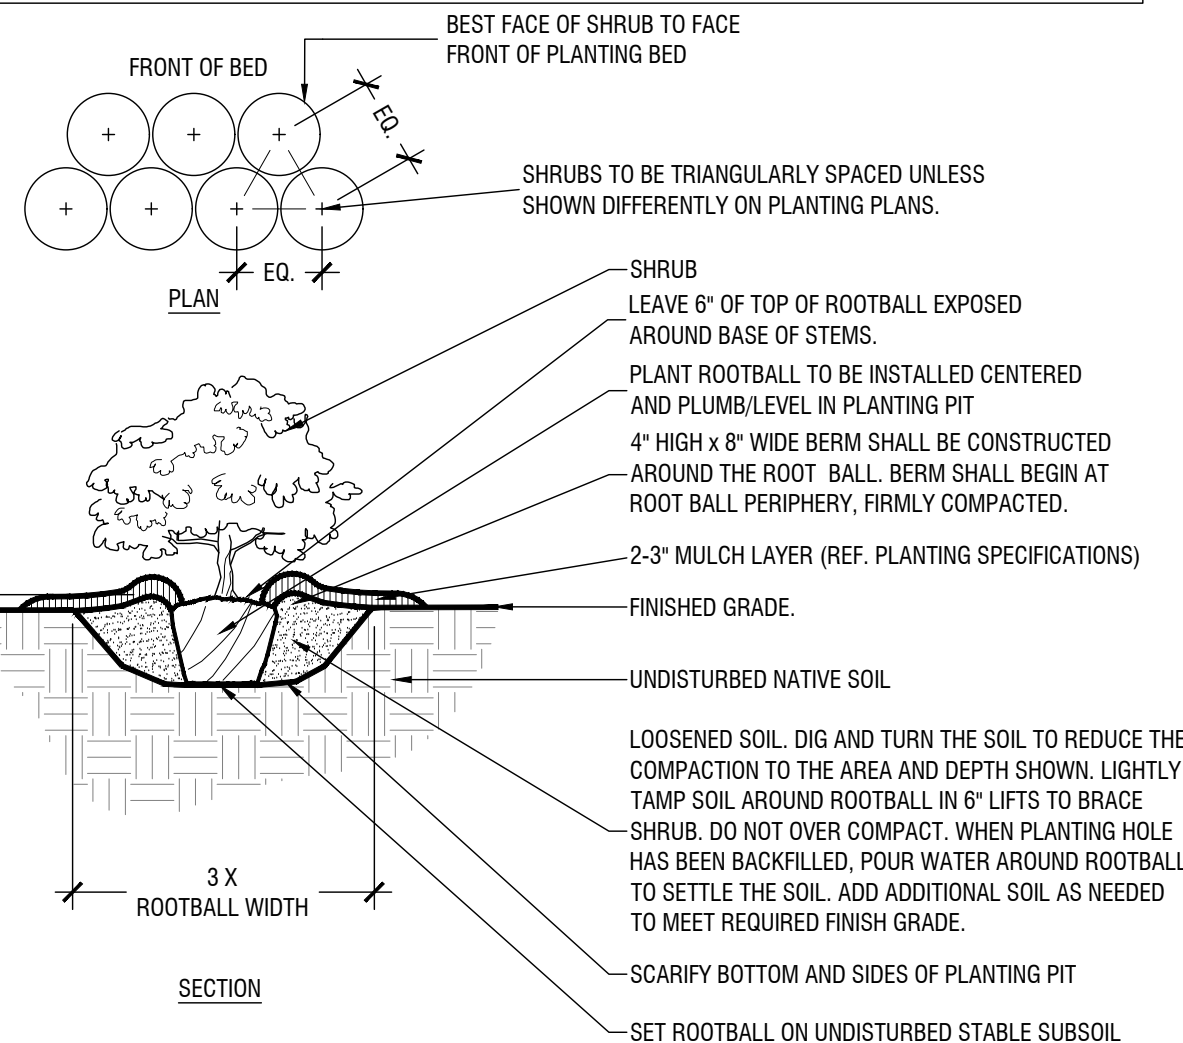 BEST FACE OF SHRUB TO FACE
FRONT OF PLANTING BED
FRONT OF BED
EQ.
SHRUBS TO BE TRIANGULARLY SPACED UNLESS
SHOWN DIFFERENTLY ON PLANTING PLANS.
EQ.
PLAN
SHRUB
LEAVE 6" OF TOP OF ROOTBALL EXPOSED
AROUND BASE OF STEMS.
PLANT ROOTBALL TO BE INSTALLED CENTERED
AND PLUMB/LEVEL IN PLANTING PIT
4" HIGH x 8" WIDE BERM SHALL BE CONSTRUCTED
AROUND THE ROOT BALL. BERM SHALL BEGIN AT
ROOT BALL PERIPHERY, FIRMLY COMPACTED.
2-3" MULCH LAYER (REF. PLANTING SPECIFICATIONS)
FINISHED GRADE.
UNDISTURBED NATIVE SOIL
LOOSENED SOIL. DIG AND TURN THE SOIL TO REDUCE THE
COMPACTION TO THE AREA AND DEPTH SHOWN. LIGHTLY
TAMP SOIL AROUND ROOTBALL IN 6" LIFTS TO BRACE
SHRUB. DO NOT OVER COMPACT. WHEN PLANTING HOLE
HAS BEEN BACKFILLED, POUR WATER AROUND ROOTBALL
TO SETTLE THE SOIL. ADD ADDITIONAL SOIL AS NEEDED
TO MEET REQUIRED FINISH GRADE.
3 X
ROOTBALL WIDTH
SCARIFY BOTTOM AND SIDES OF PLANTING PIT
SECTION
SET ROOTBALL ON UNDISTURBED STABLE SUBSOIL